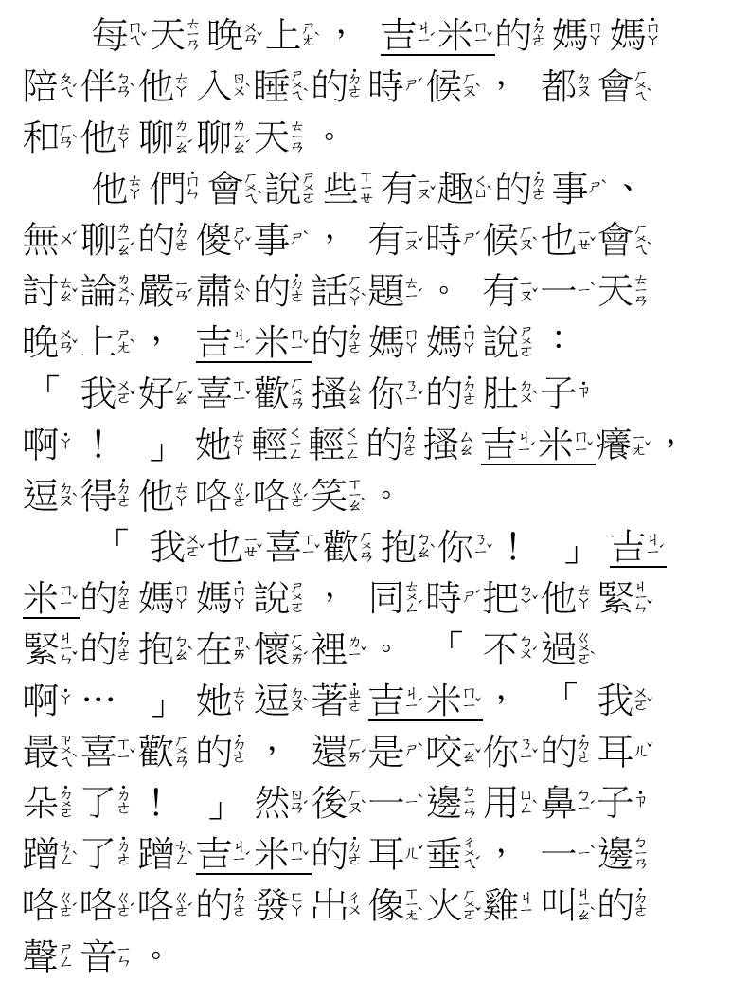 每天晚上，吉米的媽媽
陪伴他入睡的時候，都會
和他聊聊天。
他們會說些有趣的事、
無聊的傻事，有時候也會
討論嚴肅的話題。有一天
晚上，吉米的媽媽說：
「我好喜歡搔你的肚子
啊！」她輕輕的搔吉米癢，
逗得他咯咯笑。
「我也喜歡抱你！」吉
米的媽媽說，同時把他緊
緊的抱在懷裡。「不過
啊…」她逗著吉米，「我
最喜歡的，還是咬你的耳
朵了！」然後一邊用鼻子
蹭了蹭吉米的耳垂，一邊
咯咯咯的發出像火雞叫的
聲音。